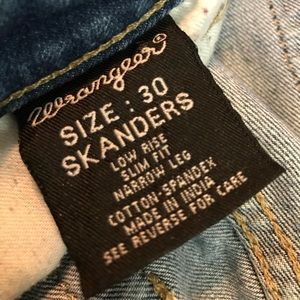 Wrangler®
SIZE : 30
SKANDERS
LOW RISE
SLIM FIT
NARROW LEG
COTTON-SPANDEX
MADE IN INDIA
SEE REVERSE FOR CARE